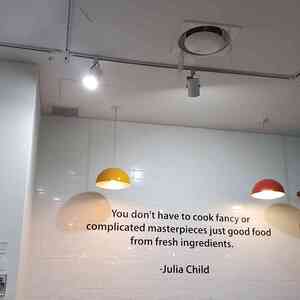 You don't have to cook fancy or
complicated masterpieces just good food
from fresh ingredients.
-Julia Child